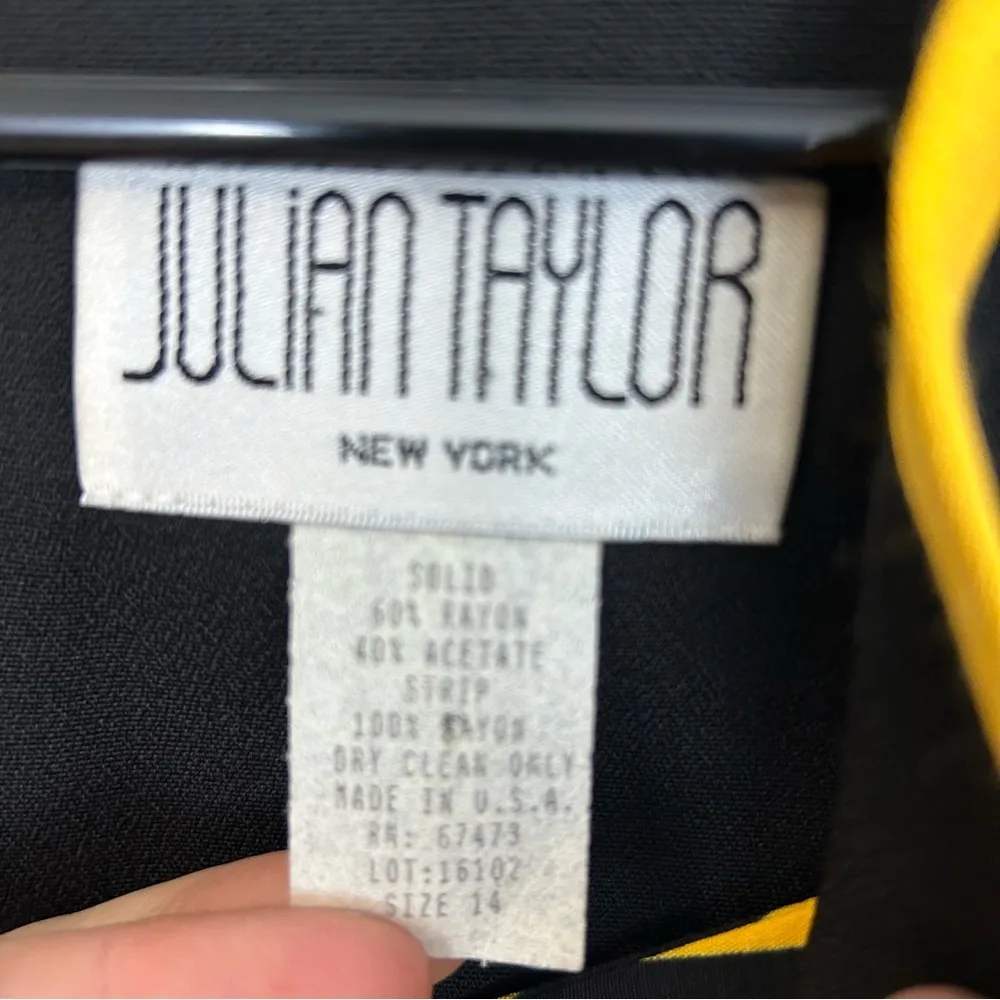 JULiAN TAYLOR
NEW YORK
SOLID
60% RAYON
40% ACETATE
STRIP
100% RAYON
DRY CLEAN ONLY
MADE IN U.S.A.
RN: 67473
LOT:16102
SIZE 14